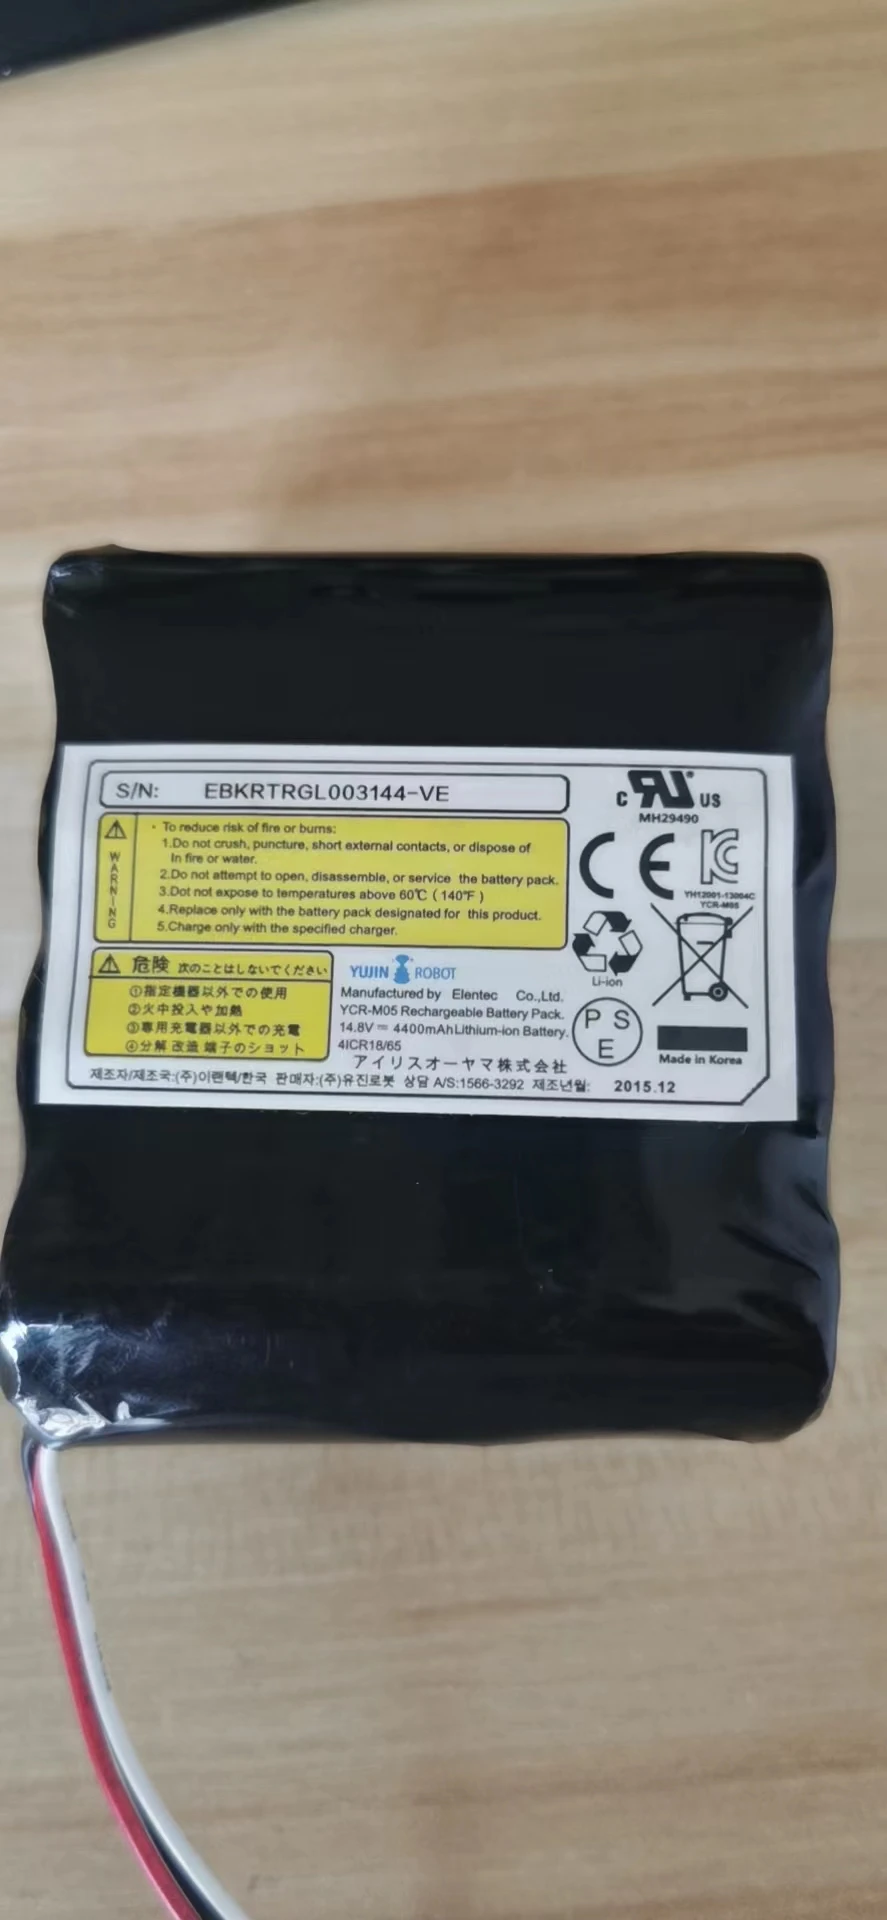 S/N: EBKRTRGL003144-VE
WARNING
• To reduce risk of fire or burns:
1.Do not crush, puncture, short external contacts, or dispose of
In fire or water.
2.Do not attempt to open, disassemble, or service the battery pack.
3.Dot not expose to temperatures above 60℃ (140℉)
4.Replace only with the battery pack designated for this product.
5.Charge only with the specified charger.
危険 次のことはしないでください
①指定機器以外での使用
②火中投入や加熱
③専用充電器以外での充電
④分解 改造 端子のショット
YUJIN ROBOT
Manufactured by Elentec Co.,Ltd.
YCR-M05 Rechargeable Battery Pack.
14.8V ⎓ 4400mAh Lithium-ion Battery.
4ICR18/65
アイリスオーヤマ株式会社
제조자/제조국:(주)이랜텍/한국 판매자:(주)유진로봇 상담 A/S:1566-3292 제조년월: 2015.12
C RU US
MH29490
CE KC
YH12001-13004C
YCR-M05
Li-ion
PSE
Made in Korea